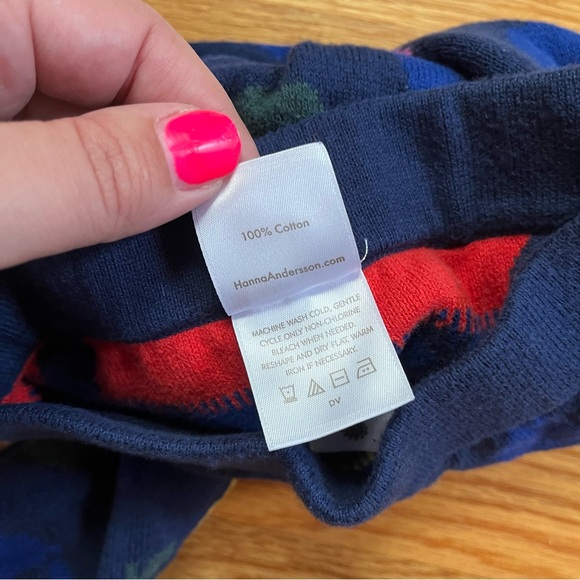 100% Cotton
HannaAndersson.com
MACHINE WASH COLD, GENTLE
CYCLE ONLY NON-CHLORINE
BLEACH WHEN NEEDED.
RESHAPE AND DRY FLAT. WARM
IRON IF NECESSARY.
DV